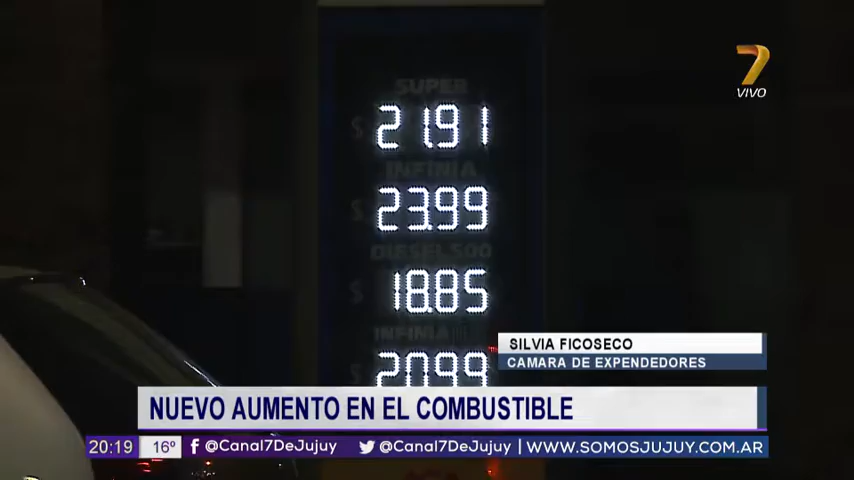 7
VIVO
SUPER
$ 21.91
INFINIA
$ 23.99
DIESEL 500
$ 18.85
INFINIA
$ 20.99
SILVIA FICOSECO
CAMARA DE EXPENDEDORES
NUEVO AUMENTO EN EL COMBUSTIBLE
20:19 16º @Canal7DeJujuy @Canal7DeJujuy | WWW.SOMOSJUJUY.COM.AR